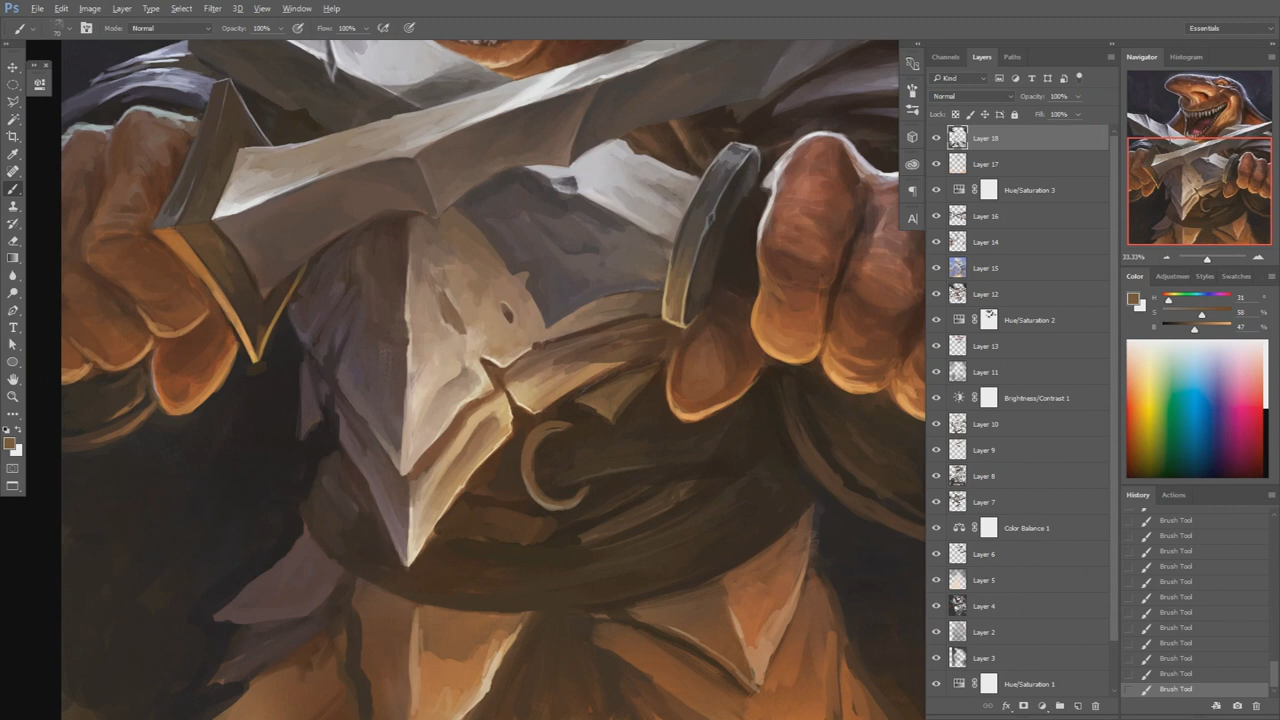 Ps File Edit Image Layer Type Select Filter 3D View Window Help
70 Mode: Normal Opacity: 100% Flow: 100% Essentials
Channels Layers Paths
Navigator Histogram
Kind
Normal Opacity: 100%
Lock: Fill: 100%
Layer 18
Layer 17
Hue/Saturation 3
Layer 16
Layer 14
Layer 15
Layer 12
Hue/Saturation 2
Layer 13
Layer 11
Brightness/Contrast 1
Layer 10
Layer 9
Layer 8
Layer 7
Color Balance 1
Layer 6
Layer 5
Layer 4
Layer 2
Layer 3
Hue/Saturation 1
fx
33.33%
Color Adjustmen Styles Swatches
H 31 °
S 58 %
B 47 %
History Actions
Brush Tool
Brush Tool
Brush Tool
Brush Tool
Brush Tool
Brush Tool
Brush Tool
Brush Tool
Brush Tool
Brush Tool
Brush Tool
Brush Tool